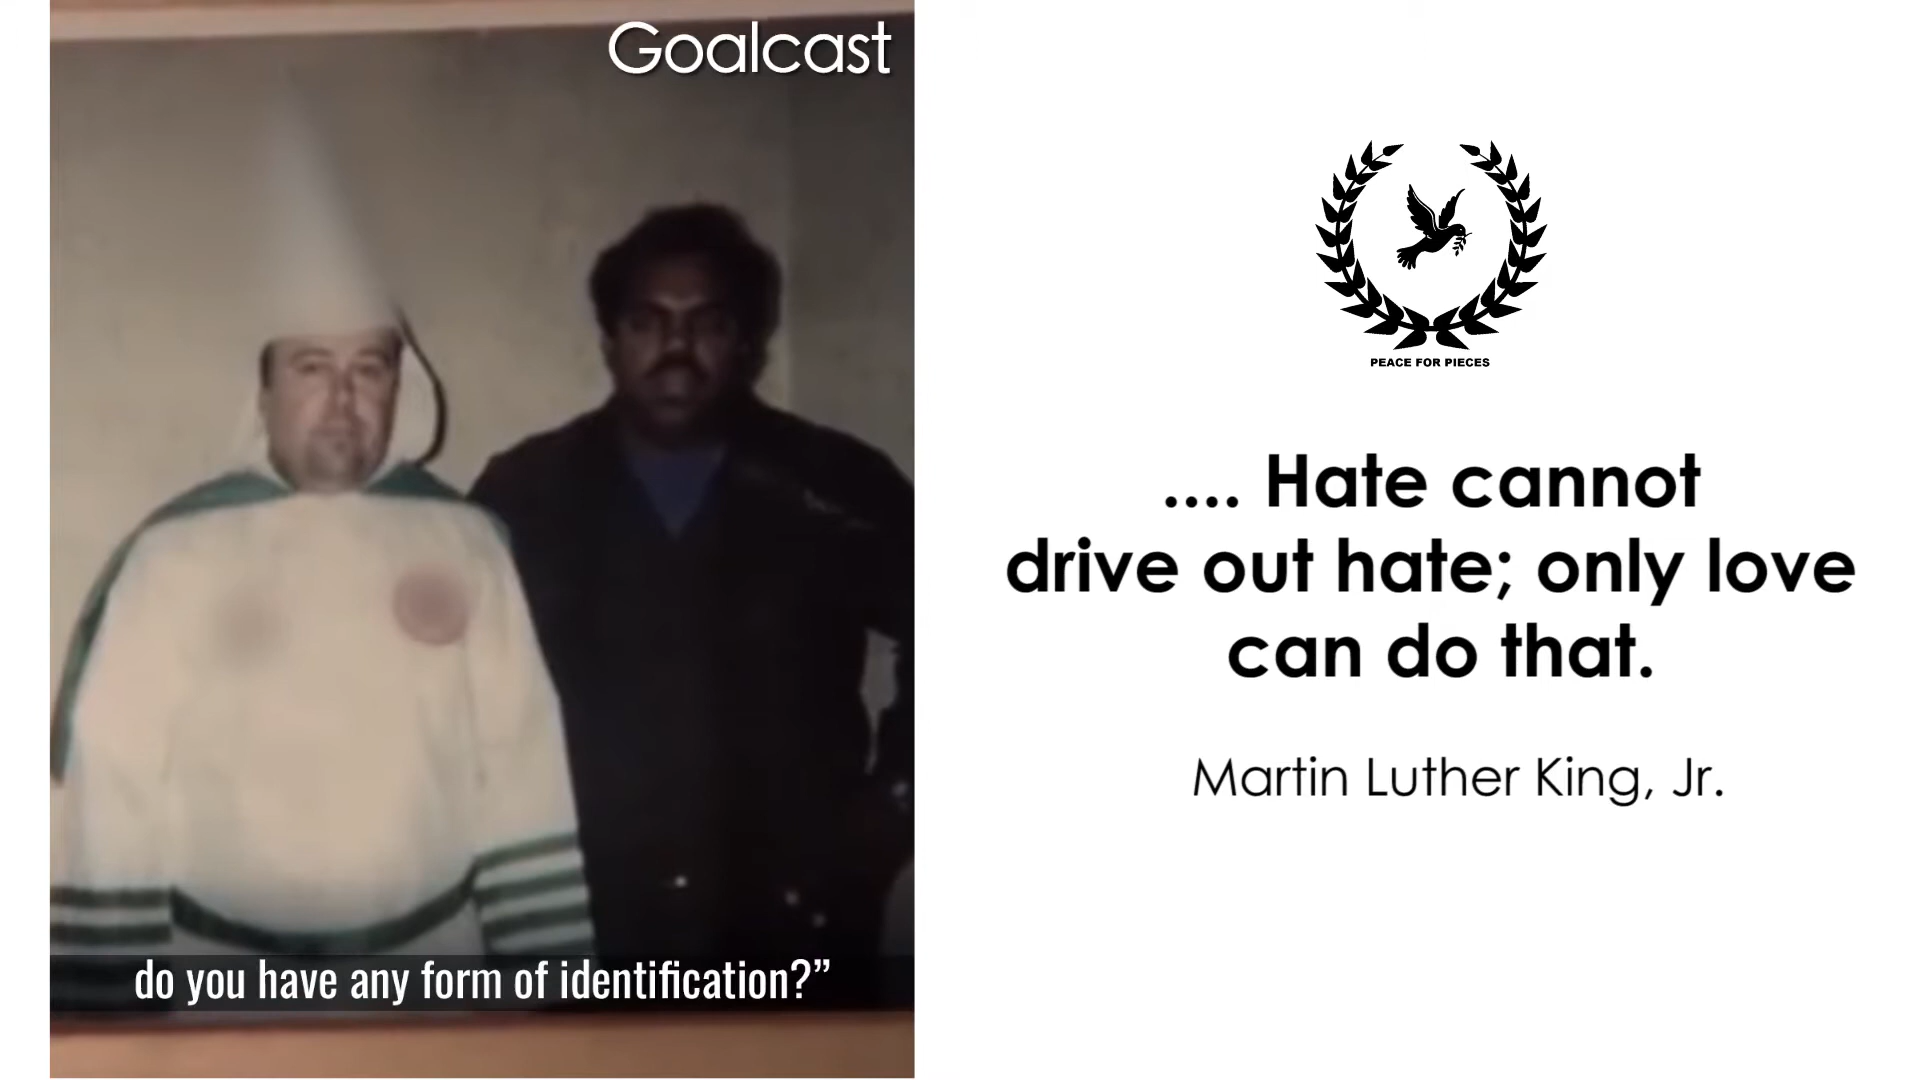 Goalcast
do you have any form of identification?”
PEACE FOR PIECES
.... Hate cannot
drive out hate; only love
can do that.
Martin Luther King, Jr.